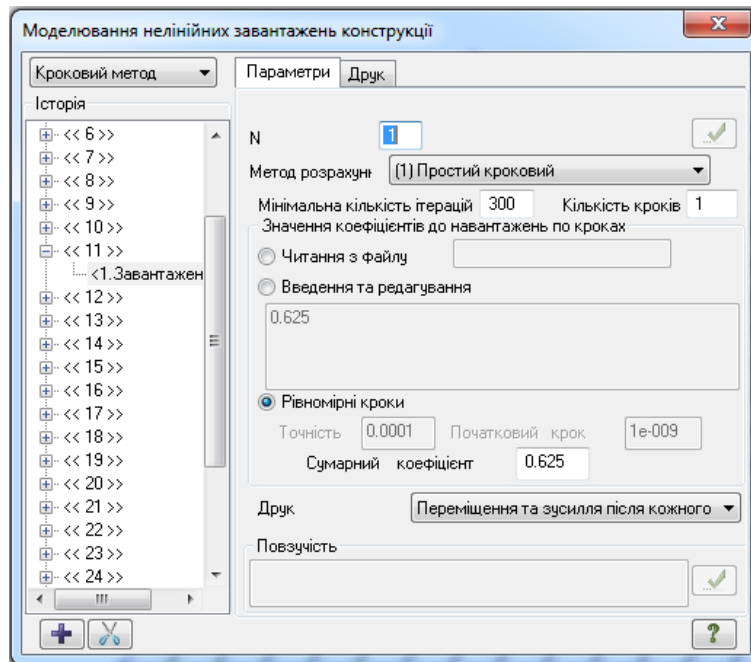 Моделювання нелінійних завантажень конструкції
Кроковий метод
Параметри
Друк
Історія
<< 6 >>
<< 7 >>
<< 8 >>
<< 9 >>
<< 10 >>
<< 11 >>
<1.Завантажен
<< 12 >>
<< 13 >>
<< 14 >>
<< 15 >>
<< 16 >>
<< 17 >>
<< 18 >>
<< 19 >>
<< 20 >>
<< 21 >>
<< 22 >>
<< 23 >>
<< 24 >>
N 1
Метод розрахунк (1) Простий кроковий
Мінімальна кількість ітерацій 300 Кількість кроків 1
Значення коефіцієнтів до навантажень по кроках
Читання з файлу
Введення та редагування
0.625
Рівномірні кроки
Точність 0.0001 Початковий крок 1e-009
Сумарний коефіцієнт 0.625
Друк Переміщення та зусилля після кожного
Повзучість
?